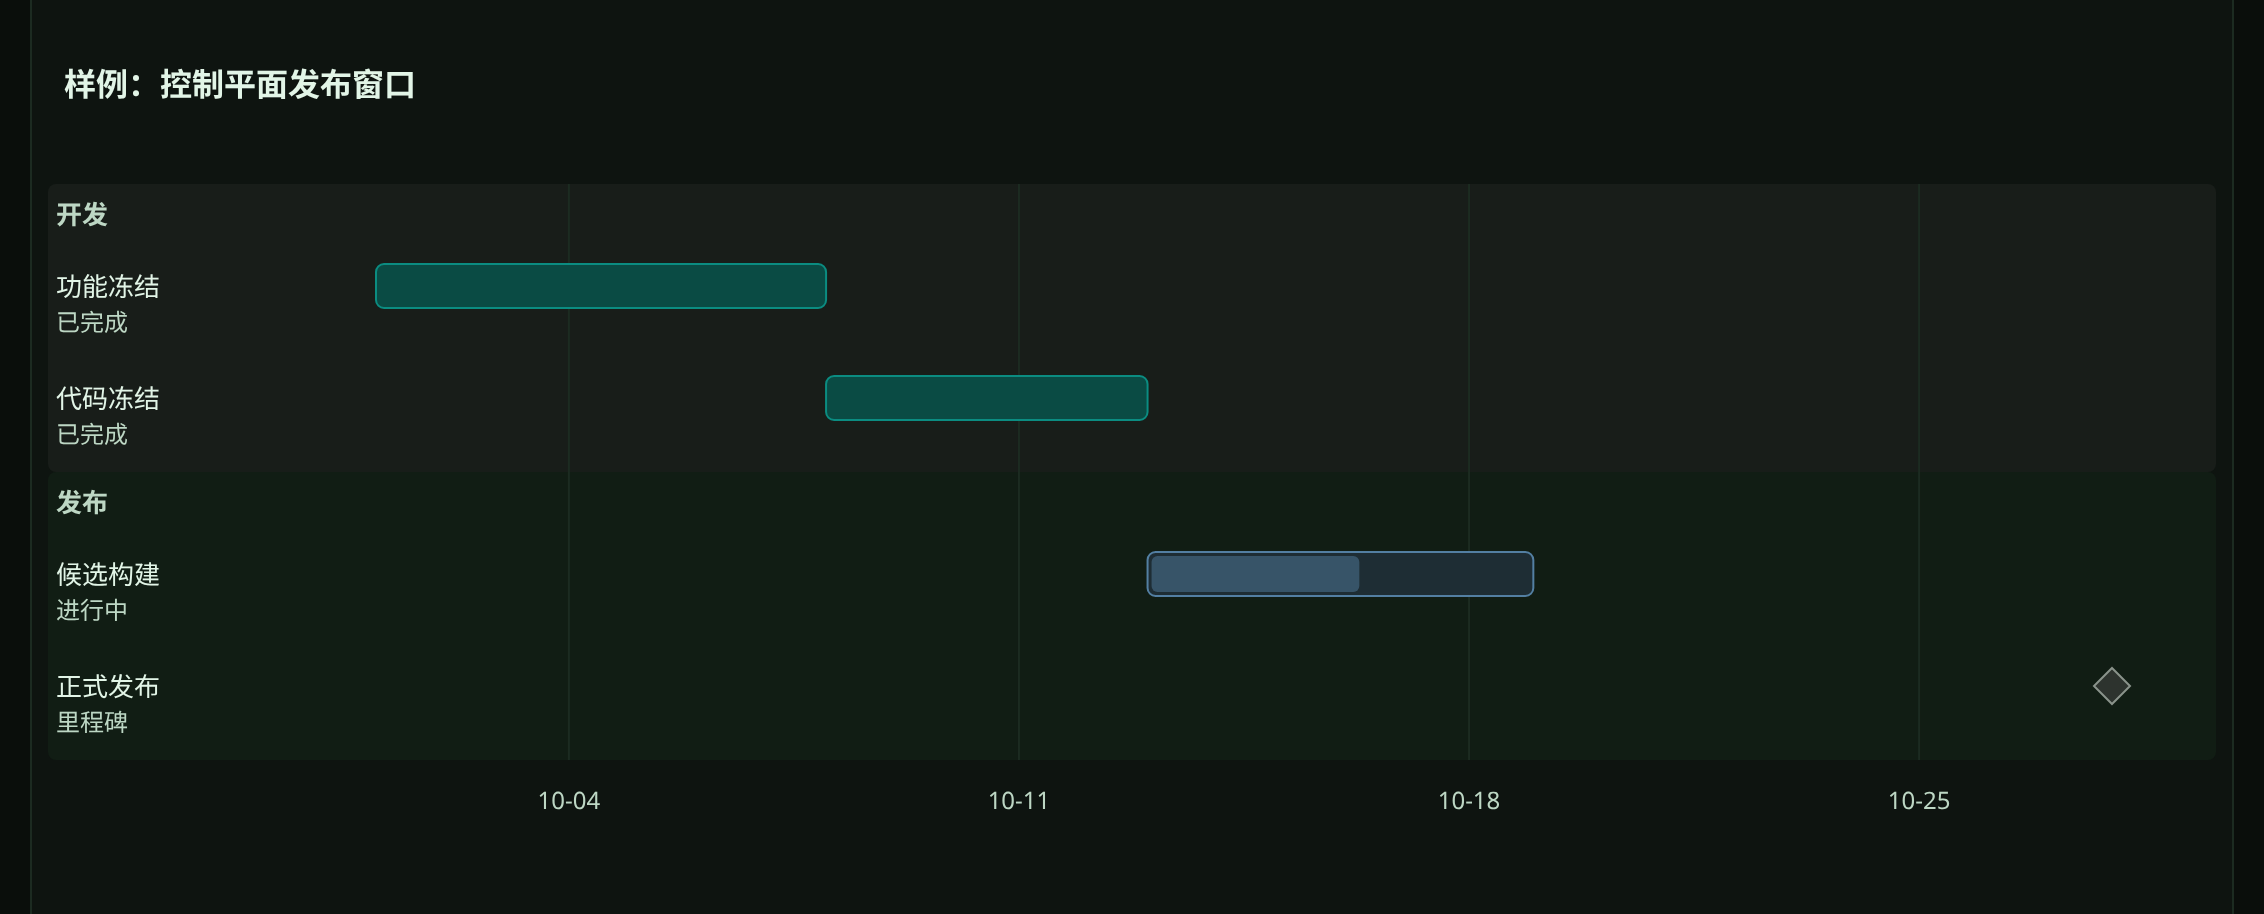 样例：控制平面发布窗口
开发
功能冻结
已完成
代码冻结
已完成
发布
候选构建
进行中
正式发布
里程碑
10-04
10-11
10-18
10-25